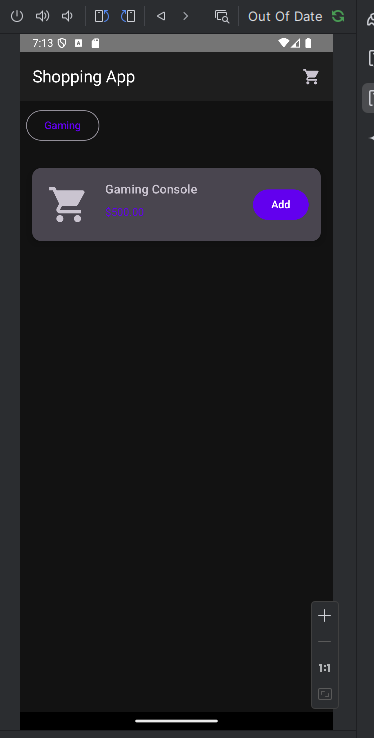 Out Of Date
7:13
Shopping App
Gaming
Gaming Console
$500.00
Add
1:1